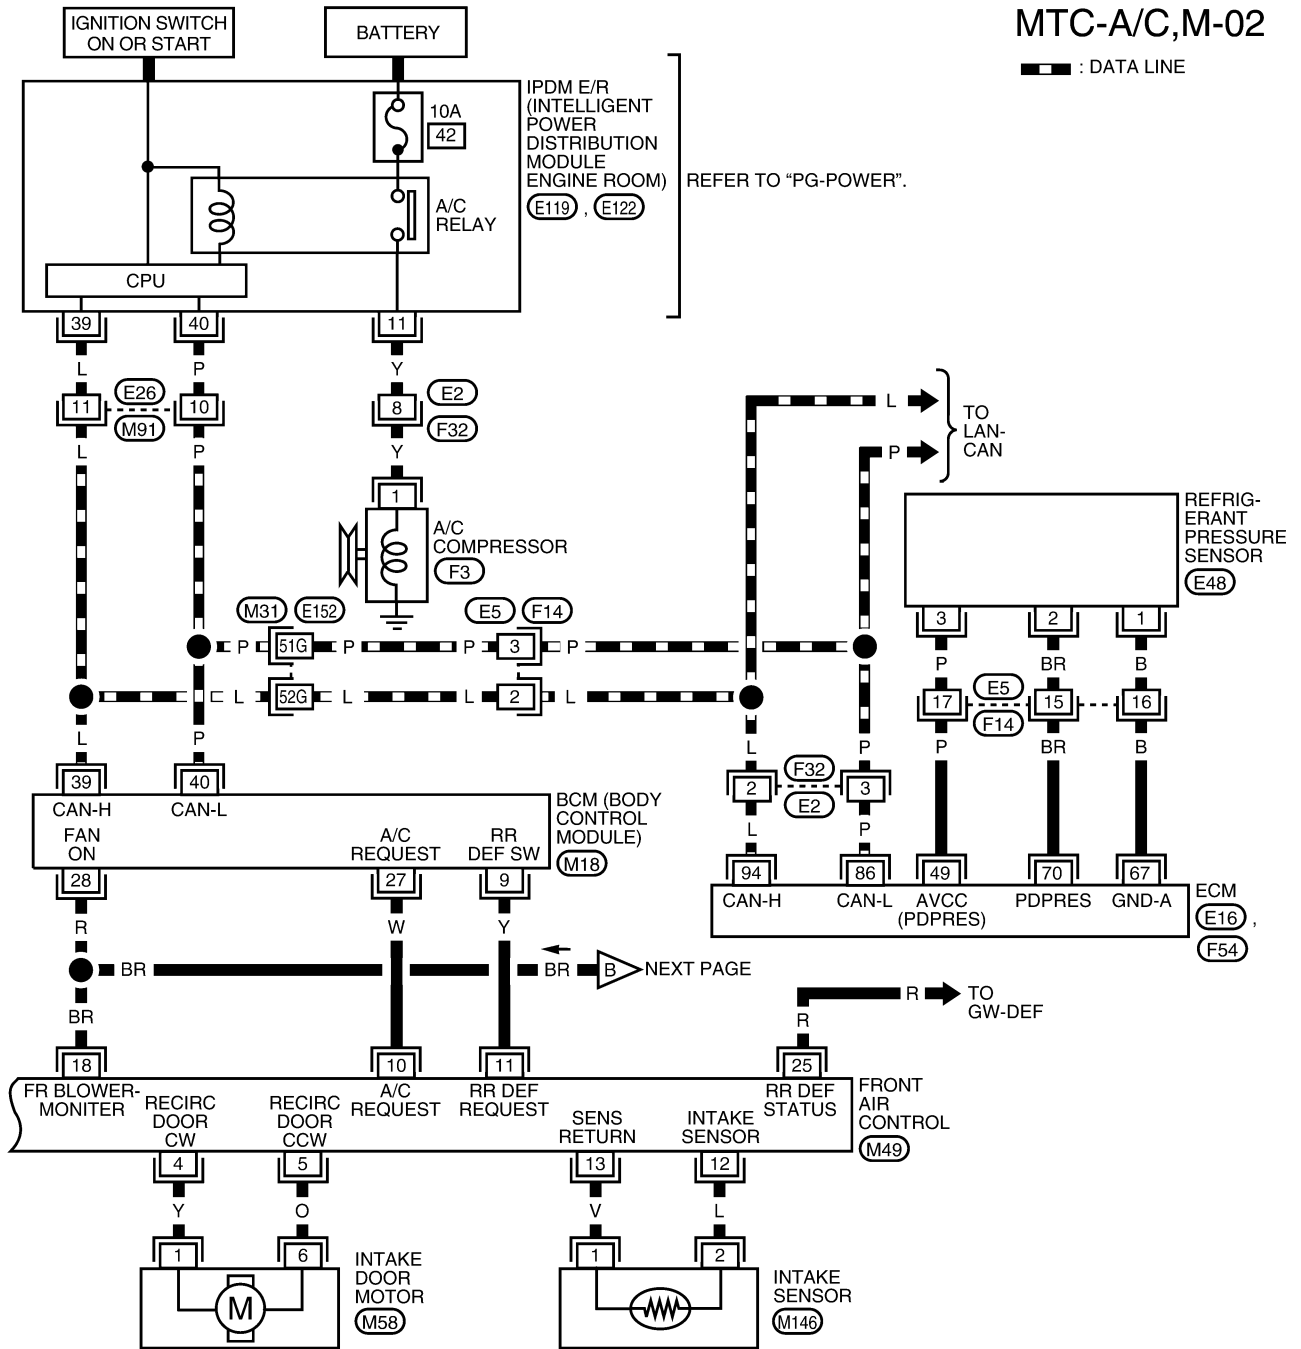 MTC-A/C,M-02
: DATA LINE
IGNITION SWITCH
ON OR START
BATTERY
IPDM E/R
(INTELLIGENT
POWER
DISTRIBUTION
MODULE
ENGINE ROOM)
E119 , E122
REFER TO “PG-POWER”.
10A
42
A/C
RELAY
CPU
39 40 11
L P Y
E26
11 10
M91
E2
8
F32
L P Y
1
A/C
COMPRESSOR
F3
L
P
TO
LAN-
CAN
REFRIG-
ERANT
PRESSURE
SENSOR
E48
3 2 1
P BR B
M31 E152 E5 F14
P 51G P P 3 P
L 52G L L 2 L
E5
17 15 16
F14
P BR B
L P
L P
F32
2 3
E2
L P
39 40
CAN-H CAN-L
BCM (BODY
CONTROL
MODULE)
M18
FAN
ON
A/C
REQUEST
RR
DEF SW
28 27 9
R W Y
94 86 49 70 67
CAN-H CAN-L AVCC
(PDPRES)
PDPRES GND-A
ECM
E16 ,
F54
BR BR B NEXT PAGE
BR
R
R
TO
GW-DEF
18 10 11 25
FR BLOWER-
MONITER
A/C
REQUEST
RR DEF
REQUEST
RR DEF
STATUS
FRONT
AIR
CONTROL
M49
RECIRC
DOOR
CW
RECIRC
DOOR
CCW
SENS
RETURN
INTAKE
SENSOR
4 5 13 12
Y O V L
1 6 1 2
M
INTAKE
DOOR
MOTOR
M58
INTAKE
SENSOR
M146